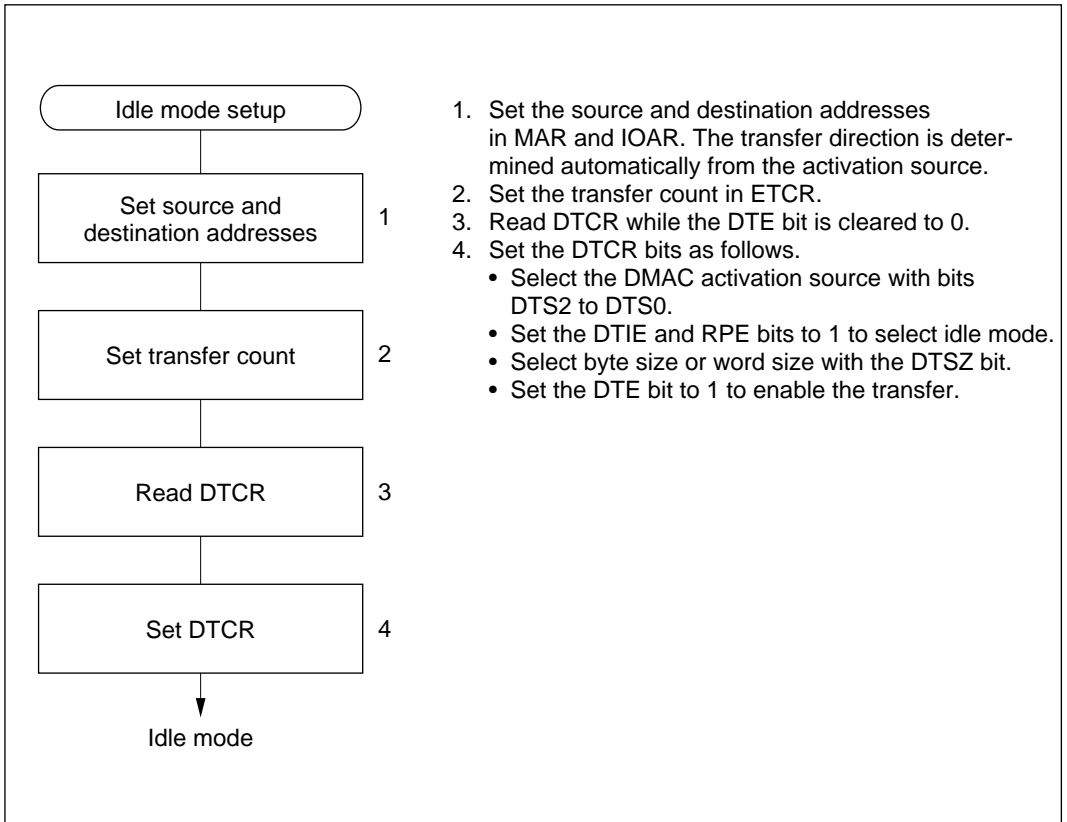 Idle mode setup
Set source and
destination addresses
1
Set transfer count
2
Read DTCR
3
Set DTCR
4
Idle mode
1. Set the source and destination addresses
in MAR and IOAR. The transfer direction is deter-
mined automatically from the activation source.
2. Set the transfer count in ETCR.
3. Read DTCR while the DTE bit is cleared to 0.
4. Set the DTCR bits as follows.
• Select the DMAC activation source with bits
DTS2 to DTS0.
• Set the DTIE and RPE bits to 1 to select idle mode.
• Select byte size or word size with the DTSZ bit.
• Set the DTE bit to 1 to enable the transfer.